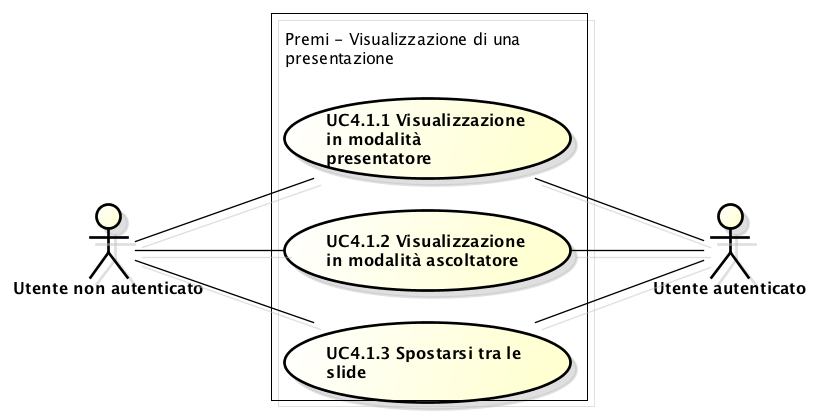 Premi - Visualizzazione di una
presentazione
UC4.1.1 Visualizzazione
in modalità
presentatore
UC4.1.2 Visualizzazione
in modalità ascoltatore
Utente non autenticato
Utente autenticato
UC4.1.3 Spostarsi tra le
slide